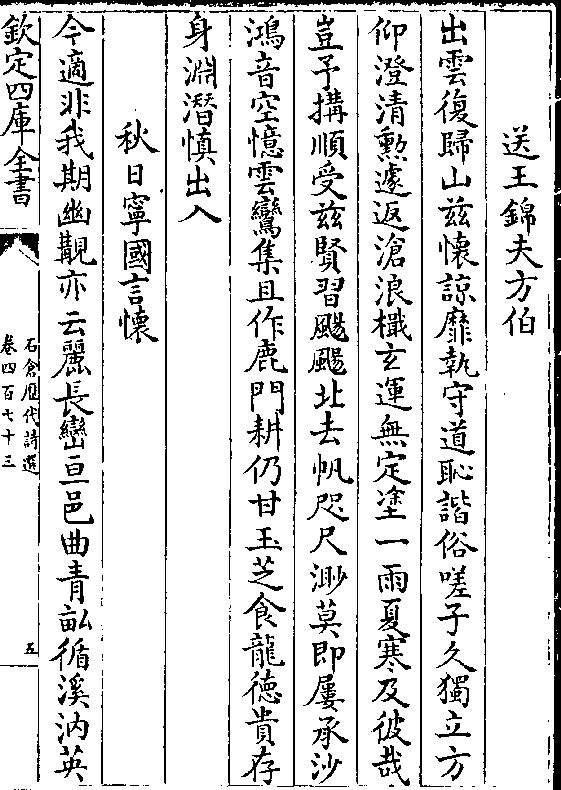 送王錦夫方伯
出雲復歸山兹懷諒靡執守道恥諧俗嗟子久獨立方
仰澄清勲遽返滄浪檝玄運無定塗一雨夏寒及彼哉
豈予搆順受兹賢習颺颺北去帆咫尺渺莫即屢承沙
鴻音空憶雲鸞集且作鹿門耕仍甘玉芝食龍徳貴存
身淵潜慎出入
秋日寧國言懷
今適非我期幽覯亦云麗長巒亘邑曲青畆循溪汭英
欽定四庫全書
石倉歴代詩選
卷四百七十三
五